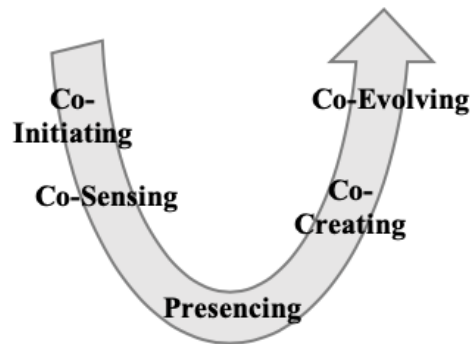 Co-
Initiating
Co-Sensing
Presencing
Co-
Creating
Co-Evolving